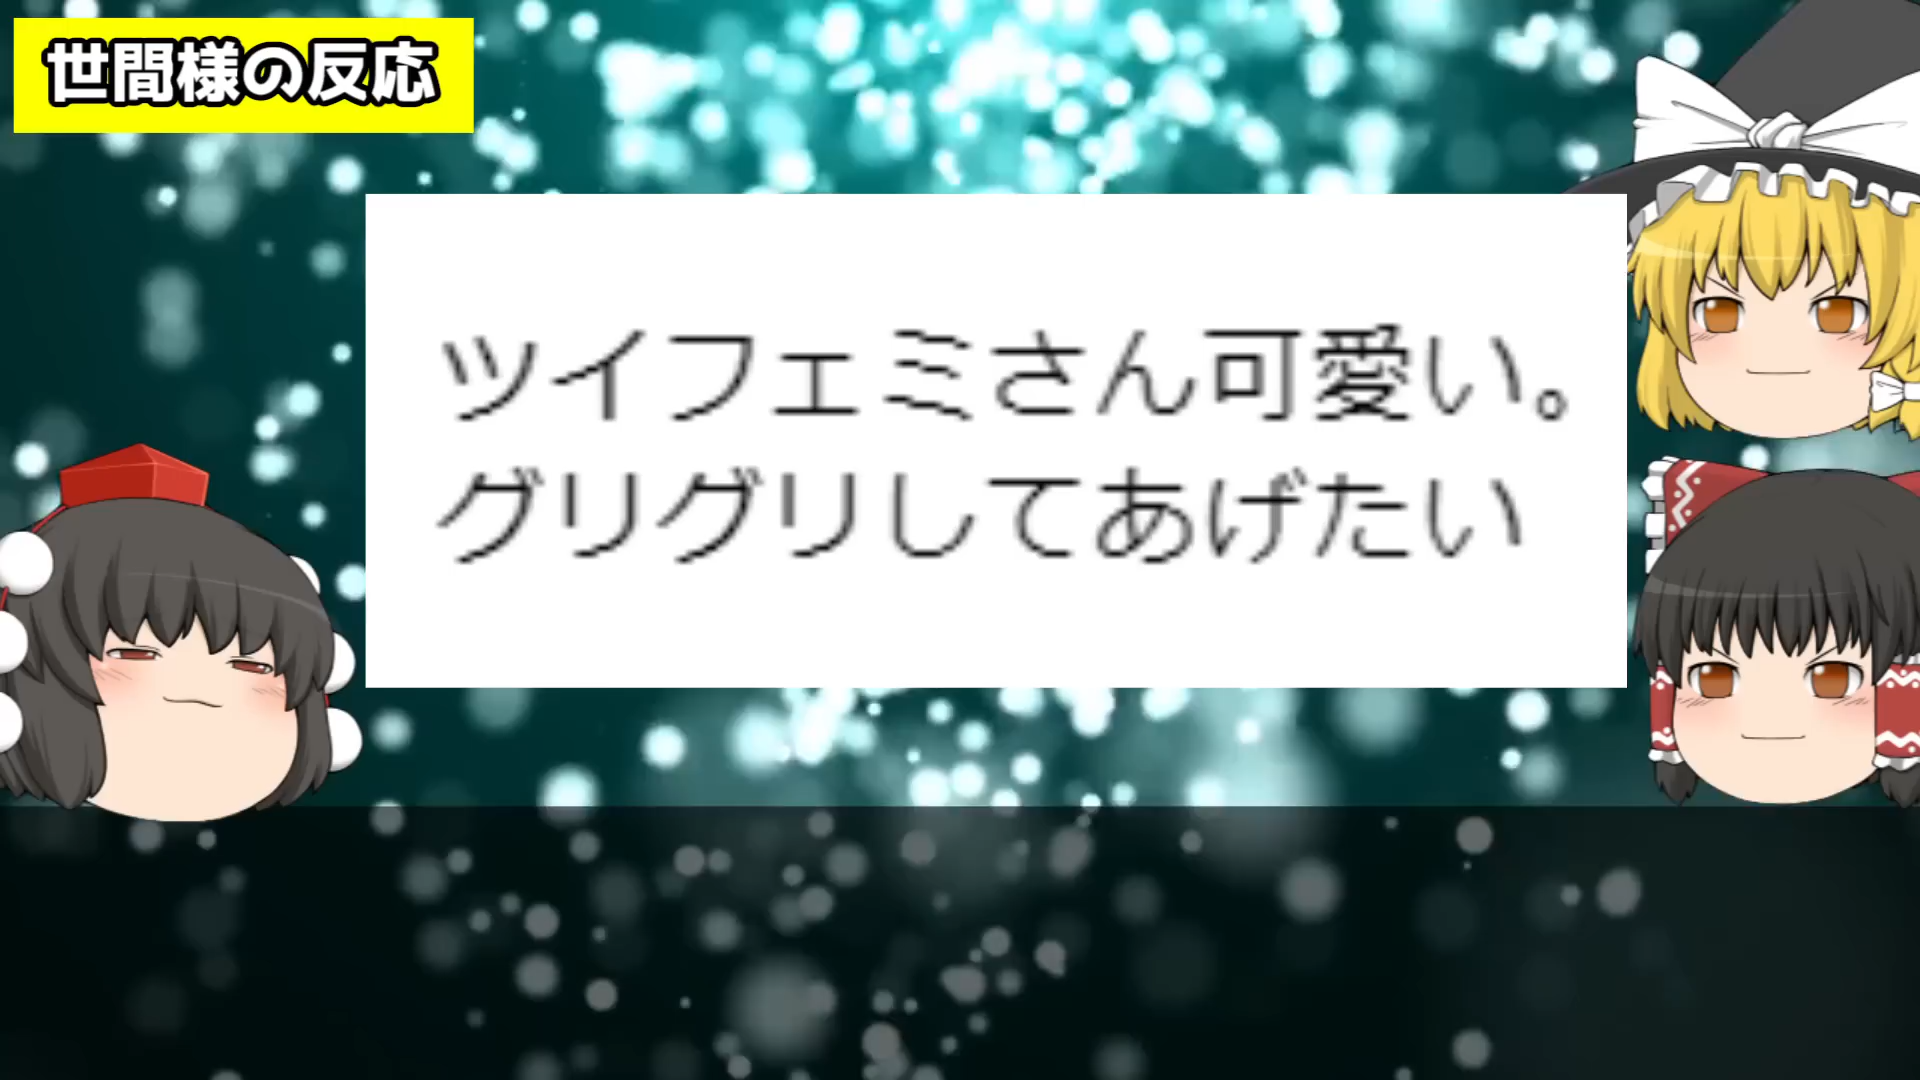 世間様の反応
ツイフェミさん可愛い。
グリグリしてあげたい